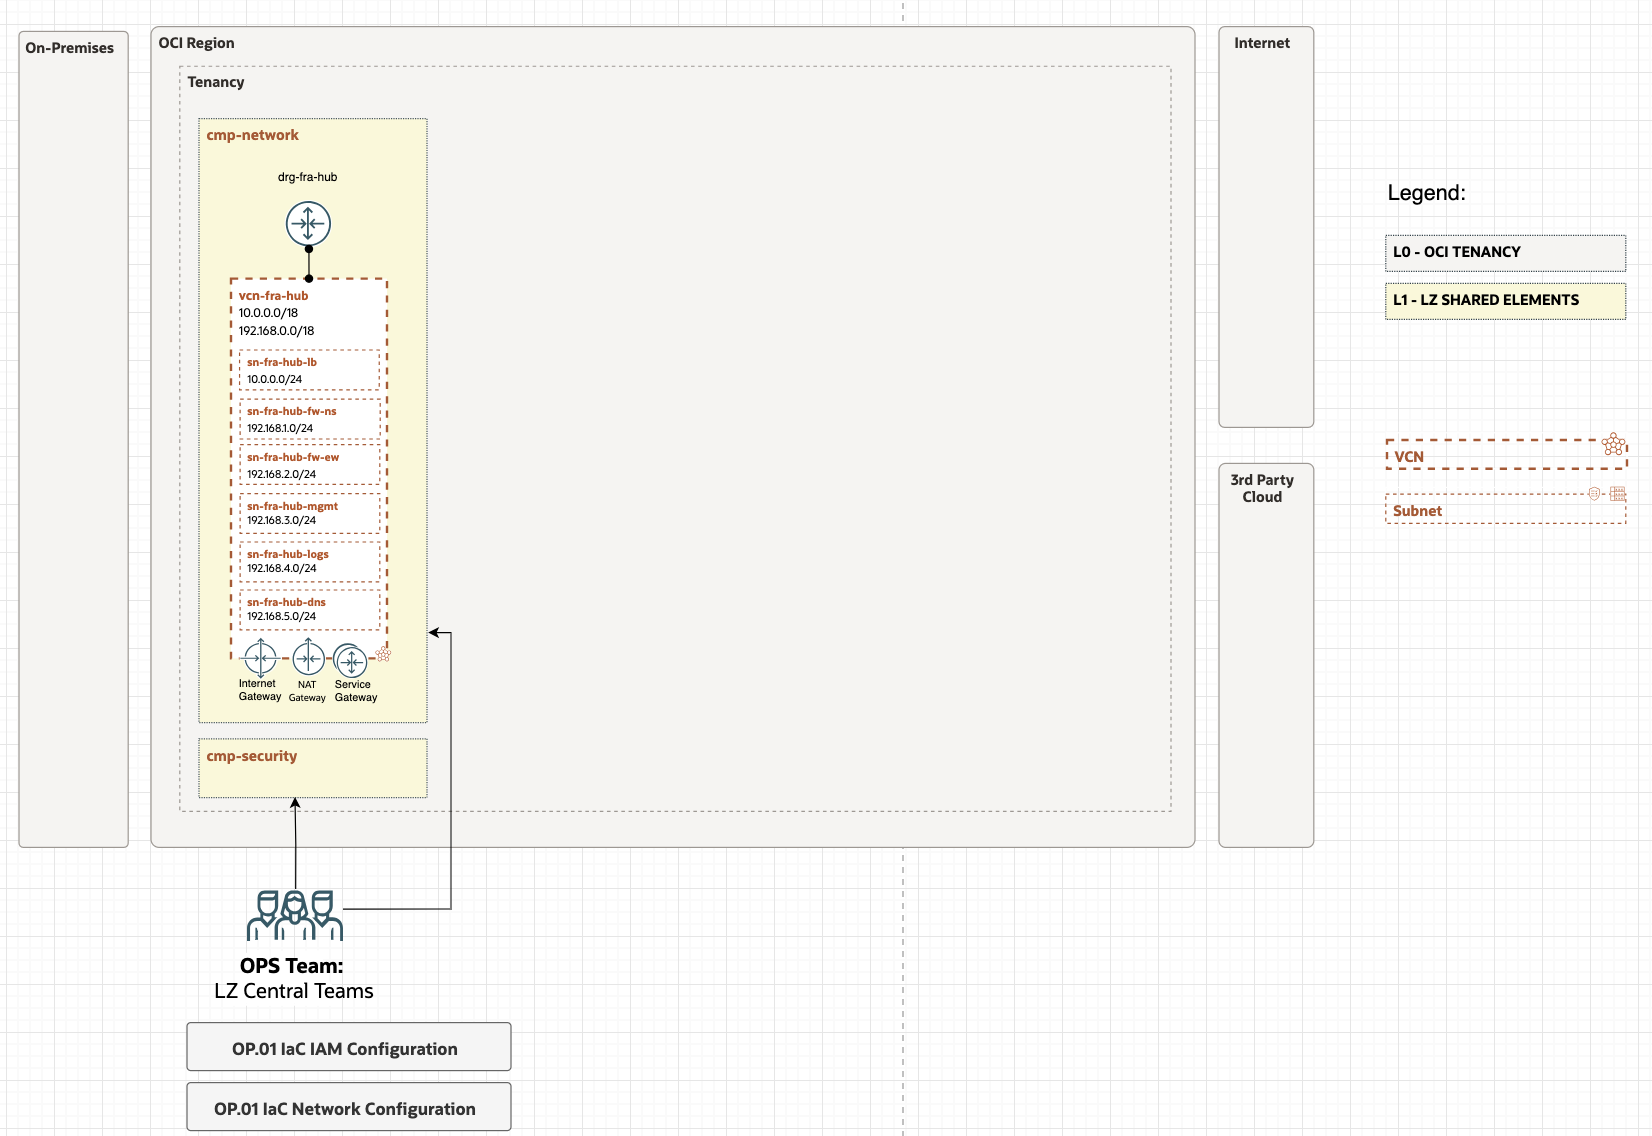 On-Premises
OCI Region
Tenancy
cmp-network
drg-fra-hub
vcn-fra-hub
10.0.0.0/18
192.168.0.0/18
sn-fra-hub-lb
10.0.0.0/24
sn-fra-hub-fw-ns
192.168.1.0/24
sn-fra-hub-fw-ew
192.168.2.0/24
sn-fra-hub-mgmt
192.168.3.0/24
sn-fra-hub-logs
192.168.4.0/24
sn-fra-hub-dns
192.168.5.0/24
Internet
Gateway
NAT
Gateway
Service
Gateway
cmp-security
OPS Team:
LZ Central Teams
OP.01 IaC IAM Configuration
OP.01 IaC Network Configuration
Internet
3rd Party
Cloud
Legend:
L0 - OCI TENANCY
L1 - LZ SHARED ELEMENTS
VCN
Subnet